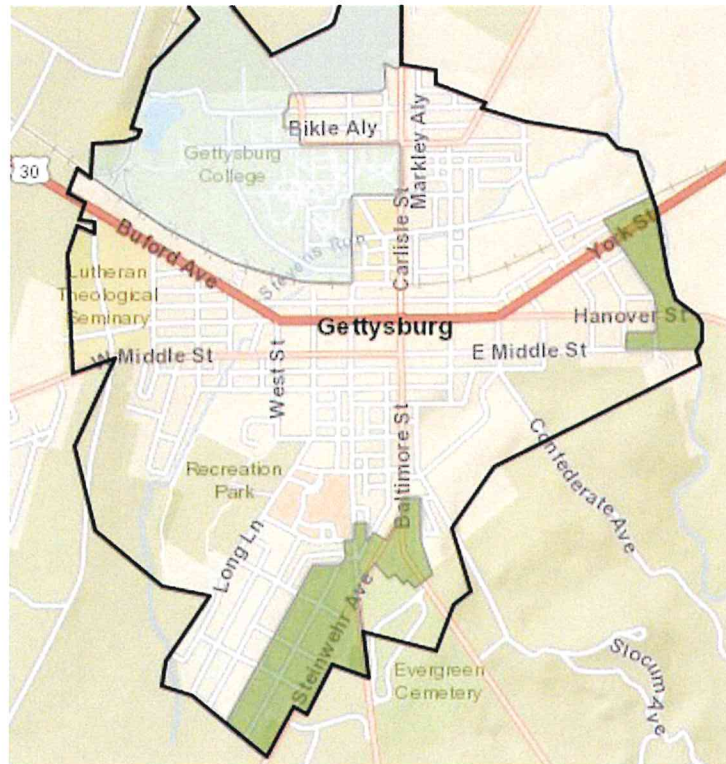 Bikle Aly
Markley Aly
Gettysburg
College
30
Carlisle St
Buford Ave
Stevens Run
York St
Lutheran
Theological
Seminary
Gettysburg
Hanover St
W Middle St
E Middle St
West St
Baltimore St
Confederate Ave
Recreation
Park
Long Ln
Steinwehr Ave
Slocum Ave
Evergreen
Cemetery